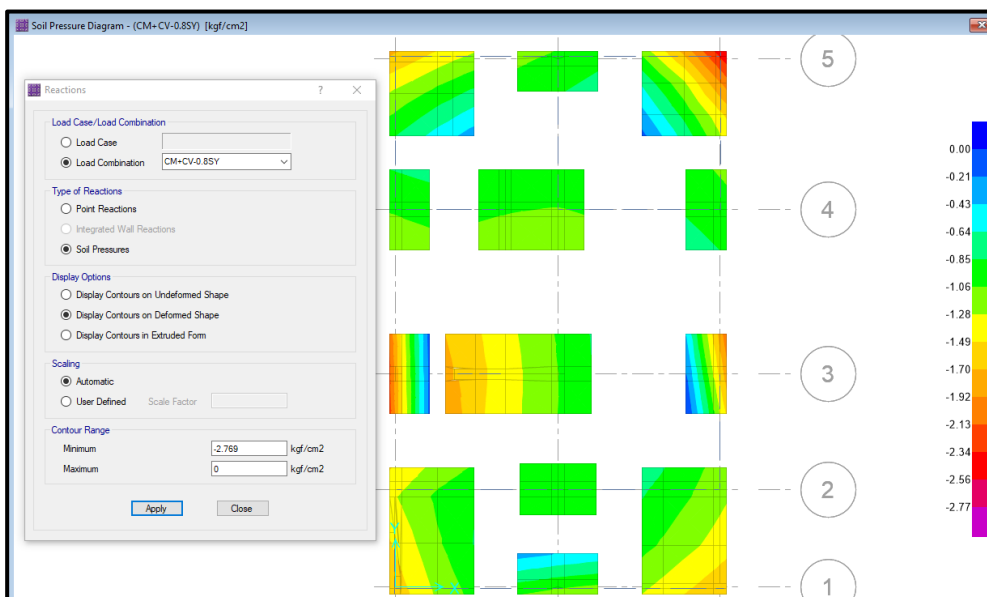 Soil Pressure Diagram - (CM+CV-0.8SY) [kgf/cm2]
Reactions
?
Load Case/Load Combination
Load Case
Load Combination CM+CV-0.8SY
Type of Reactions
Point Reactions
Integrated Wall Reactions
Soil Pressures
Display Options
Display Contours on Undeformed Shape
Display Contours on Deformed Shape
Display Contours in Extruded Form
Scaling
Automatic
User Defined Scale Factor
Contour Range
Minimum -2.769 kgf/cm2
Maximum 0 kgf/cm2
Apply Close
5
4
3
2
1
Y
X
0.00
-0.21
-0.43
-0.64
-0.85
-1.06
-1.28
-1.49
-1.70
-1.92
-2.13
-2.34
-2.56
-2.77